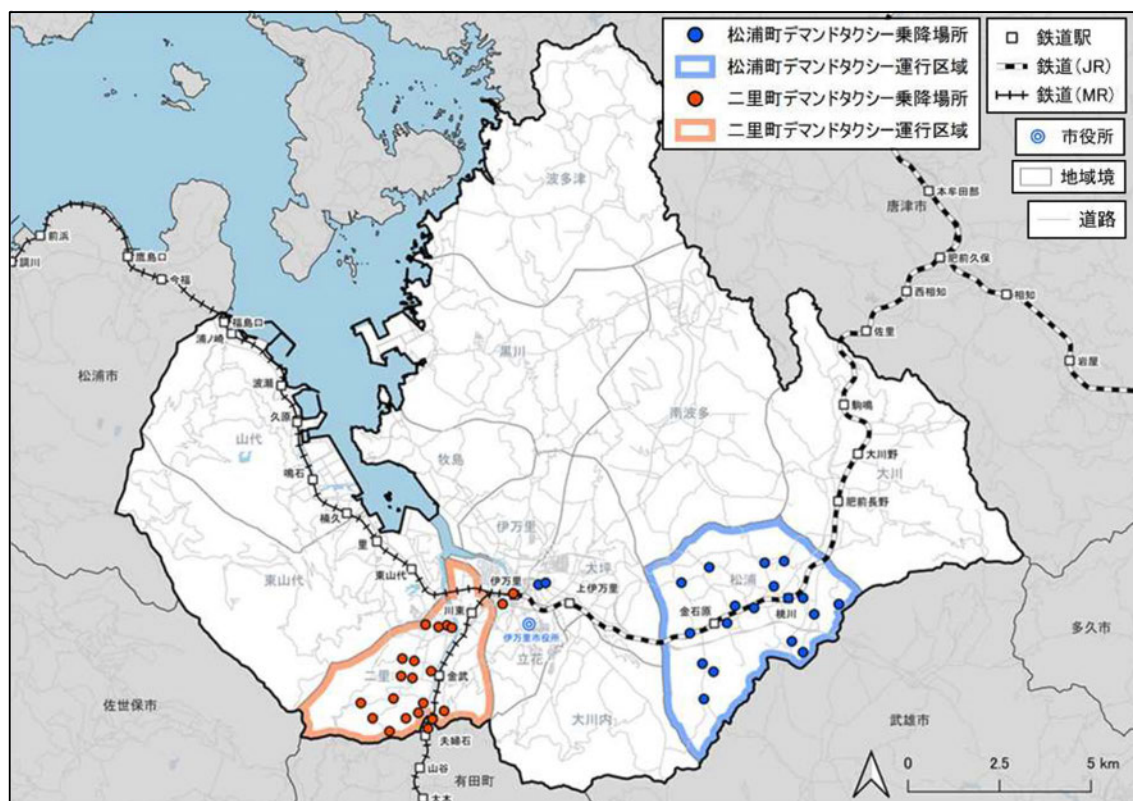 松浦町デマンドタクシー乗降場所
松浦町デマンドタクシー運行区域
二里町デマンドタクシー乗降場所
二里町デマンドタクシー運行区域
鉄道駅
鉄道(JR)
鉄道(MR)
市役所
地域境
道路
波多津
唐津市
本牟田部
前浜
調川
鷹島口
今福
肥前久保
西相知
相知
福島口
浦ノ崎
佐里
岩屋
松浦市
黒川
波瀬
久原
南波多
駒鳴
山代
牧島
大川野
大川
鳴石
肥前長野
楠久
伊万里
里
大坪
松浦
東山代
東山代
伊万里
上伊万里
川東
金石原
桃川
伊万里市役所
多久市
立花
二里
金武
佐世保市
大川内
武雄市
夫婦石
山谷
有田町
大木
0 2.5 5 km